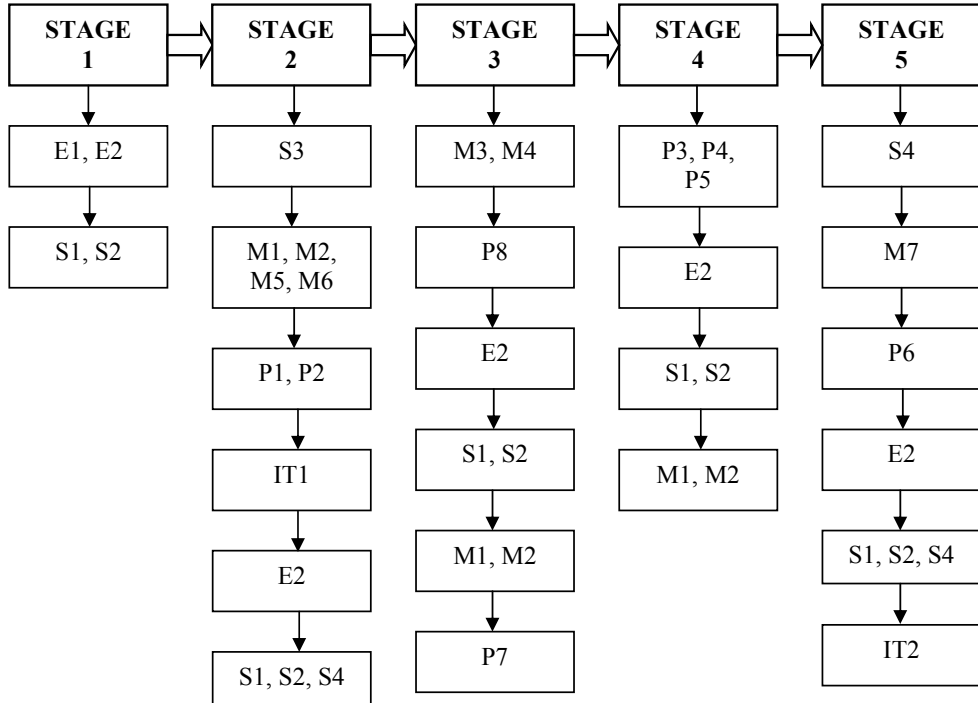 STAGE
1
STAGE
2
STAGE
3
STAGE
4
STAGE
5
E1, E2
S1, S2
S3
M1, M2,
M5, M6
P1, P2
IT1
E2
S1, S2, S4
M3, M4
P8
E2
S1, S2
M1, M2
P7
P3, P4,
P5
E2
S1, S2
M1, M2
S4
M7
P6
E2
S1, S2, S4
IT2